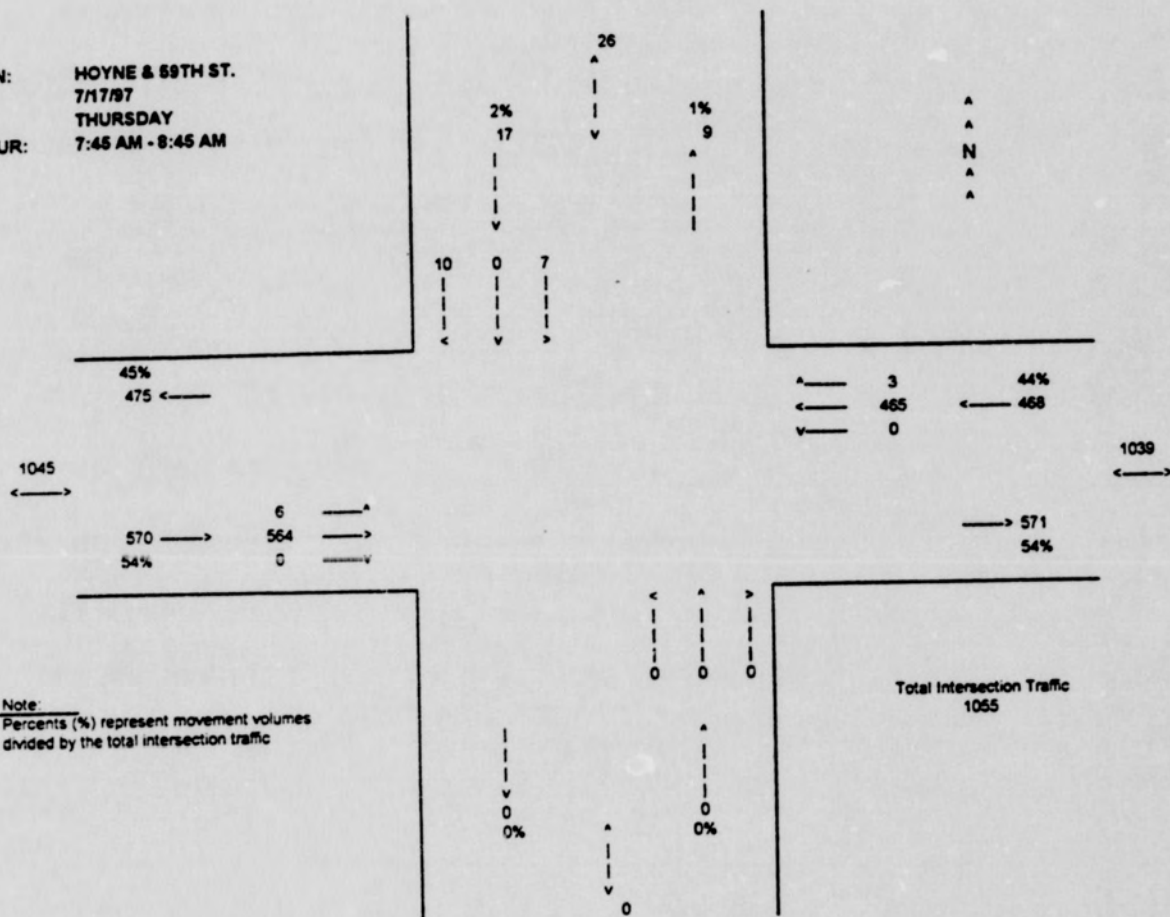 26
N: HOYNE & 59TH ST.
7/17/97
THURSDAY
UR: 7:45 AM - 8:45 AM
2% 1%
17 9
N
10 0 7
45%
475
3 44%
465 468
0
1045
1039
6
570 564
54% 0
571
54%
0 0 0
Total Intersection Traffic
1055
Note:
Percents (%) represent movement volumes
divided by the total intersection traffic
0 0
0% 0%
0